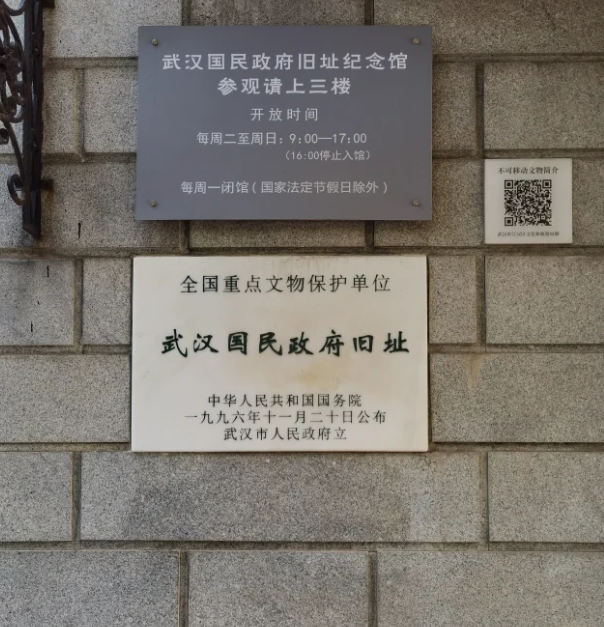 武汉国民政府旧址纪念馆
参观请上三楼
开放时间
每周二至周日：9:00—17:00
（16:00停止入馆）
每周一闭馆（国家法定节假日除外）
不可移动文物简介
全国重点文物保护单位
武汉国民政府旧址
中华人民共和国国务院
一九九六年十一月二十日公布
武汉市人民政府立